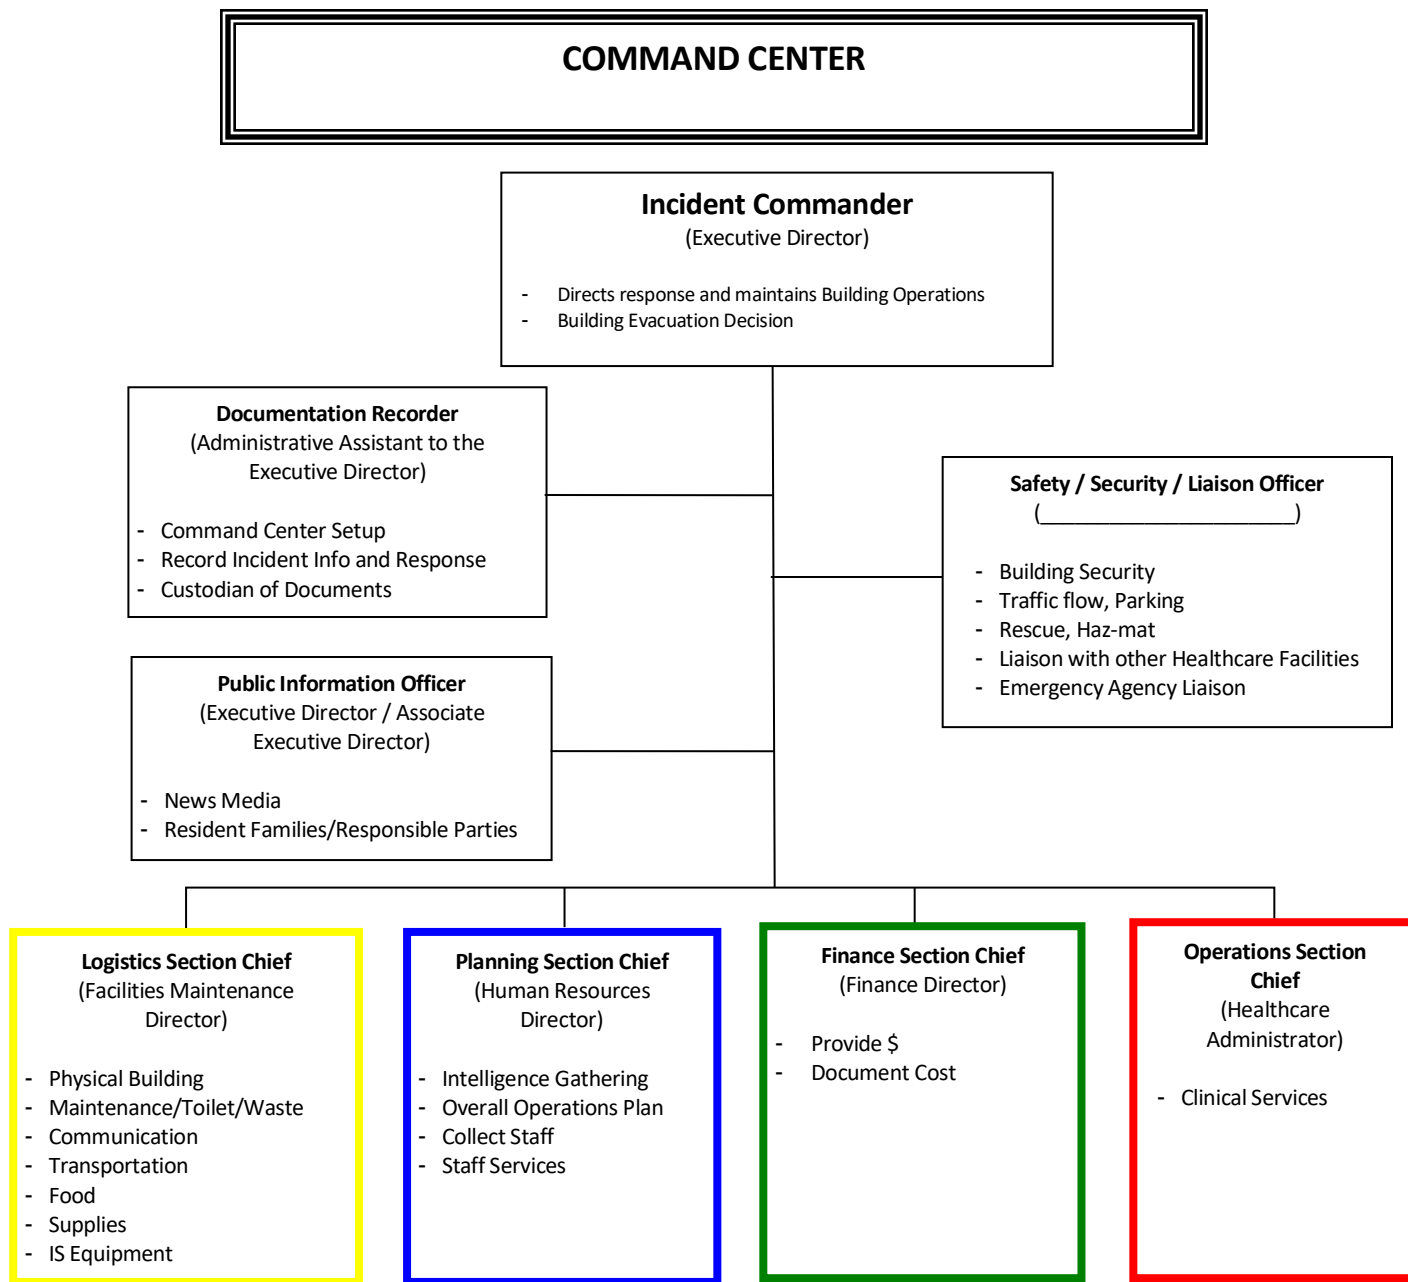 COMMAND CENTER
Incident Commander
(Executive Director)
- Directs response and maintains Building Operations
- Building Evacuation Decision
Documentation Recorder
(Administrative Assistant to the
Executive Director)
- Command Center Setup
- Record Incident Info and Response
- Custodian of Documents
Safety / Security / Liaison Officer
(______________________)
- Building Security
- Traffic flow, Parking
- Rescue, Haz-mat
- Liaison with other Healthcare Facilities
- Emergency Agency Liaison
Public Information Officer
(Executive Director / Associate
Executive Director)
- News Media
- Resident Families/Responsible Parties
Logistics Section Chief
(Facilities Maintenance
Director)
- Physical Building
- Maintenance/Toilet/Waste
- Communication
- Transportation
- Food
- Supplies
- IS Equipment
Planning Section Chief
(Human Resources
Director)
- Intelligence Gathering
- Overall Operations Plan
- Collect Staff
- Staff Services
Finance Section Chief
(Finance Director)
- Provide $
- Document Cost
Operations Section
Chief
(Healthcare
Administrator)
- Clinical Services